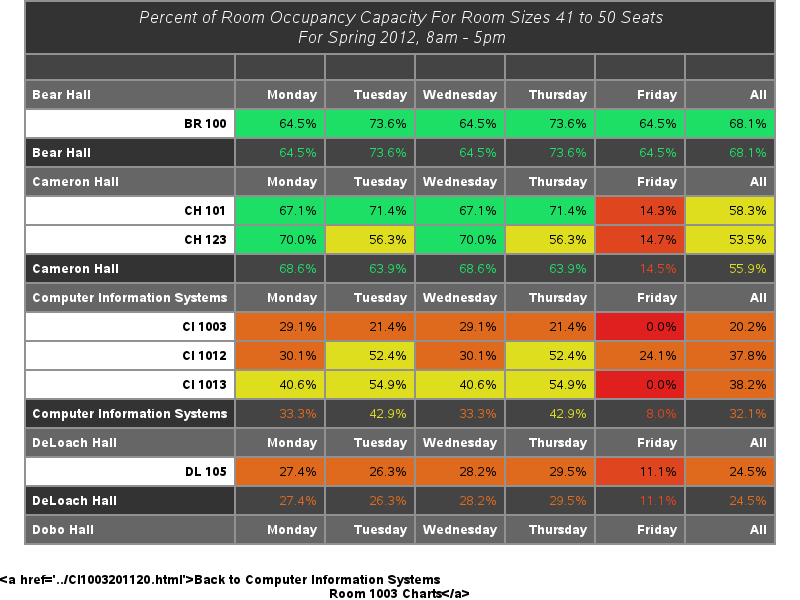 Percent of Room Occupancy Capacity For Room Sizes 41 to 50 Seats
For Spring 2012, 8am - 5pm
Bear Hall Monday Tuesday Wednesday Thursday Friday All
BR 100 64.5% 73.6% 64.5% 73.6% 64.5% 68.1%
Bear Hall 64.5% 73.6% 64.5% 73.6% 64.5% 68.1%
Cameron Hall Monday Tuesday Wednesday Thursday Friday All
CH 101 67.1% 71.4% 67.1% 71.4% 14.3% 58.3%
CH 123 70.0% 56.3% 70.0% 56.3% 14.7% 53.5%
Cameron Hall 68.6% 63.9% 68.6% 63.9% 14.5% 55.9%
Computer Information Systems Monday Tuesday Wednesday Thursday Friday All
CI 1003 29.1% 21.4% 29.1% 21.4% 0.0% 20.2%
CI 1012 30.1% 52.4% 30.1% 52.4% 24.1% 37.8%
CI 1013 40.6% 54.9% 40.6% 54.9% 0.0% 38.2%
Computer Information Systems 33.3% 42.9% 33.3% 42.9% 8.0% 32.1%
DeLoach Hall Monday Tuesday Wednesday Thursday Friday All
DL 105 27.4% 26.3% 28.2% 29.5% 11.1% 24.5%
DeLoach Hall 27.4% 26.3% 28.2% 29.5% 11.1% 24.5%
Dobo Hall Monday Tuesday Wednesday Thursday Friday All
<a href='../CI1003201120.html'>Back to Computer Information Systems
Room 1003 Charts</a>